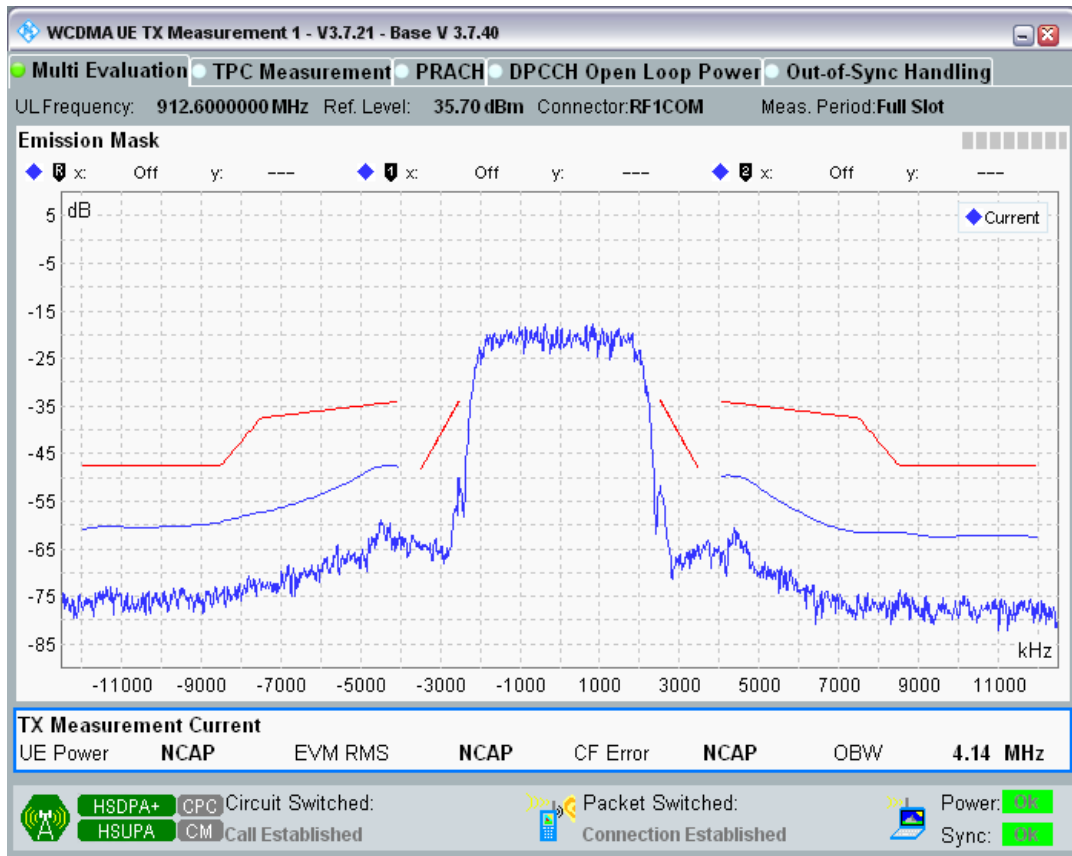 WCDMA UE TX Measurement 1 - V3.7.21 - Base V 3.7.40
Multi Evaluation TPC Measurement PRACH DPCCH Open Loop Power Out-of-Sync Handling
UL Frequency: 912.6000000 MHz Ref. Level: 35.70 dBm Connector:RF1COM Meas. Period:Full Slot
Emission Mask
R x: Off y: --- 1 x: Off y: --- 2 x: Off y: ---
dB
Current
5
-5
-15
-25
-35
-45
-55
-65
-75
-85
kHz
-11000 -9000 -7000 -5000 -3000 -1000 1000 3000 5000 7000 9000 11000
TX Measurement Current
UE Power NCAP EVM RMS NCAP CF Error NCAP OBW 4.14 MHz
HSDPA+ CPC Circuit Switched: Packet Switched: Power: Ok
HSUPA CM Call Established Connection Established Sync: Ok